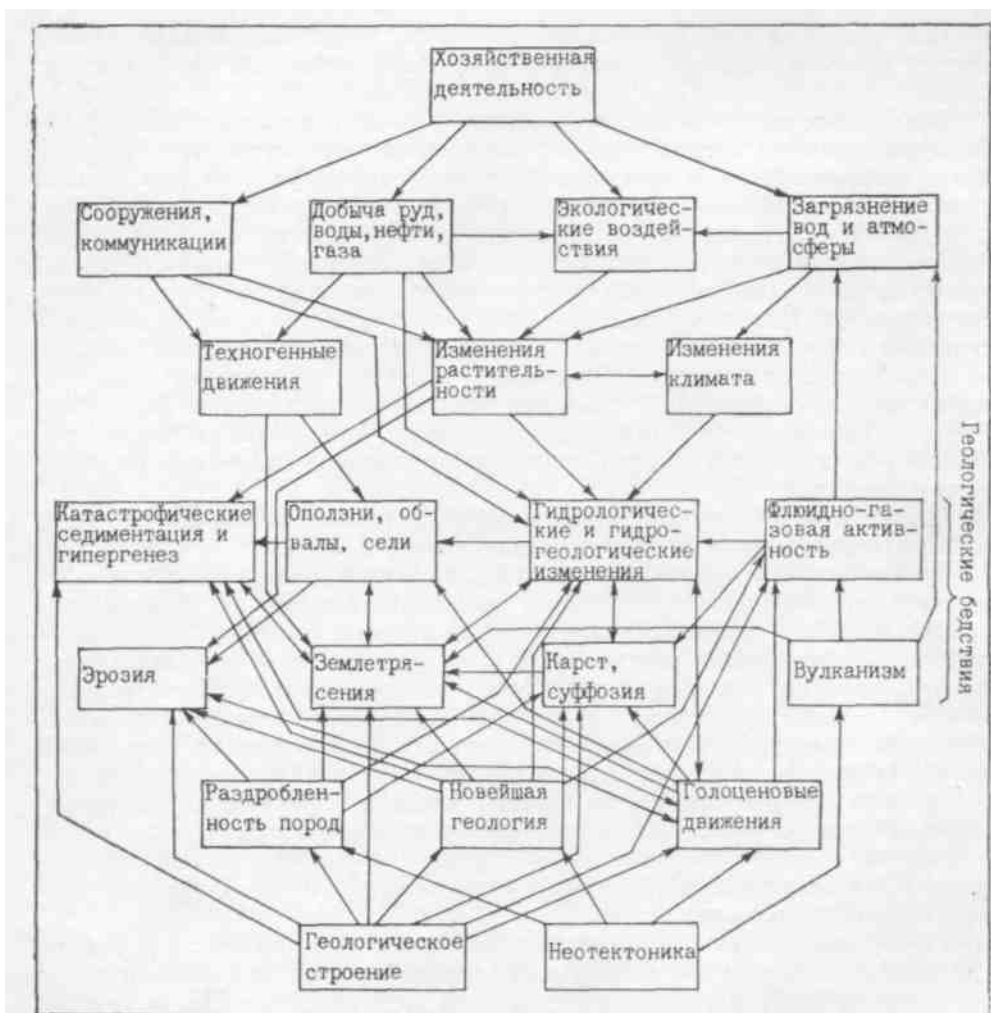 Хозяйственная
деятельность
Сооружения,
коммуникации
Добыча руд,
воды, нефти,
газа
Экологичес-
кие воздей-
ствия
Загрязнение
вод и атмо-
сферы
Техногенные
движения
Изменения
раститель-
ности
Изменения
климата
Катастрофические
седиментация и
гипергенез
Оползни, об-
валы, сели
Гидрологичес-
кие и гидро-
геологические
изменения
Флюидно-га-
зовая актив-
ность
Геологические бедствия
Эрозия
Землетря-
сения
Карст,
суффозия
Вулканизм
Раздроблен-
ность пород
Новейшая
геология
Голоценовые
движения
Геологическое
строение
Неотектоника